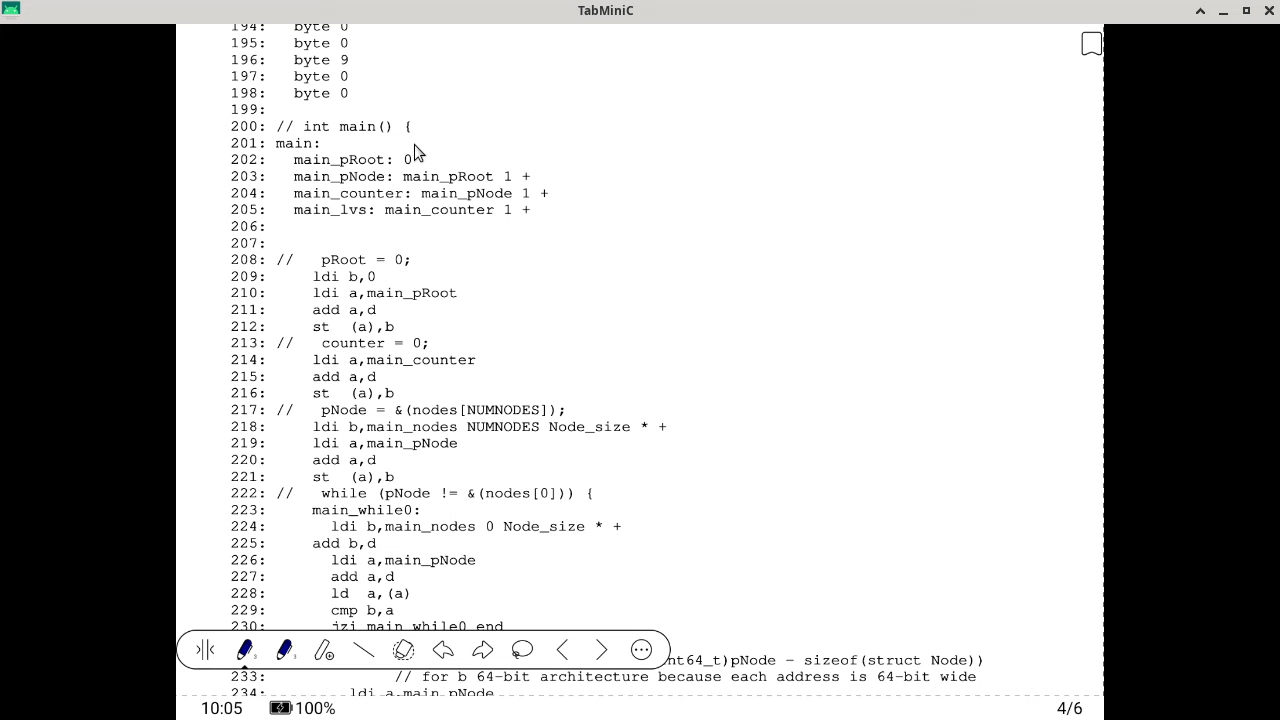 TabMiniC
194:   byte 0
195:   byte 0
196:   byte 9
197:   byte 0
198:   byte 0
199:
200: // int main() {
201: main:
202:   main_pRoot: 0
203:   main_pNode: main_pRoot 1 +
204:   main_counter: main_pNode 1 +
205:   main_lvs: main_counter 1 +
206:
207:
208: //   pRoot = 0;
209:     ldi b,0
210:     ldi a,main_pRoot
211:     add a,d
212:     st  (a),b
213: //   counter = 0;
214:     ldi a,main_counter
215:     add a,d
216:     st  (a),b
217: //   pNode = &(nodes[NUMNODES]);
218:     ldi b,main_nodes NUMNODES Node_size * +
219:     ldi a,main_pNode
220:     add a,d
221:     st  (a),b
222: //   while (pNode != &(nodes[0])) {
223:     main_while0:
224:       ldi b,main_nodes 0 Node_size * +
225:     add b,d
226:       ldi a,main_pNode
227:       add a,d
228:       ld  a,(a)
229:       cmp b,a
230:       jzi main_while0_end
nt64_t)pNode - sizeof(struct Node))
233:              // for b 64-bit architecture because each address is 64-bit wide
234:         ldi a,main_pNode
10:05 100% 4/6